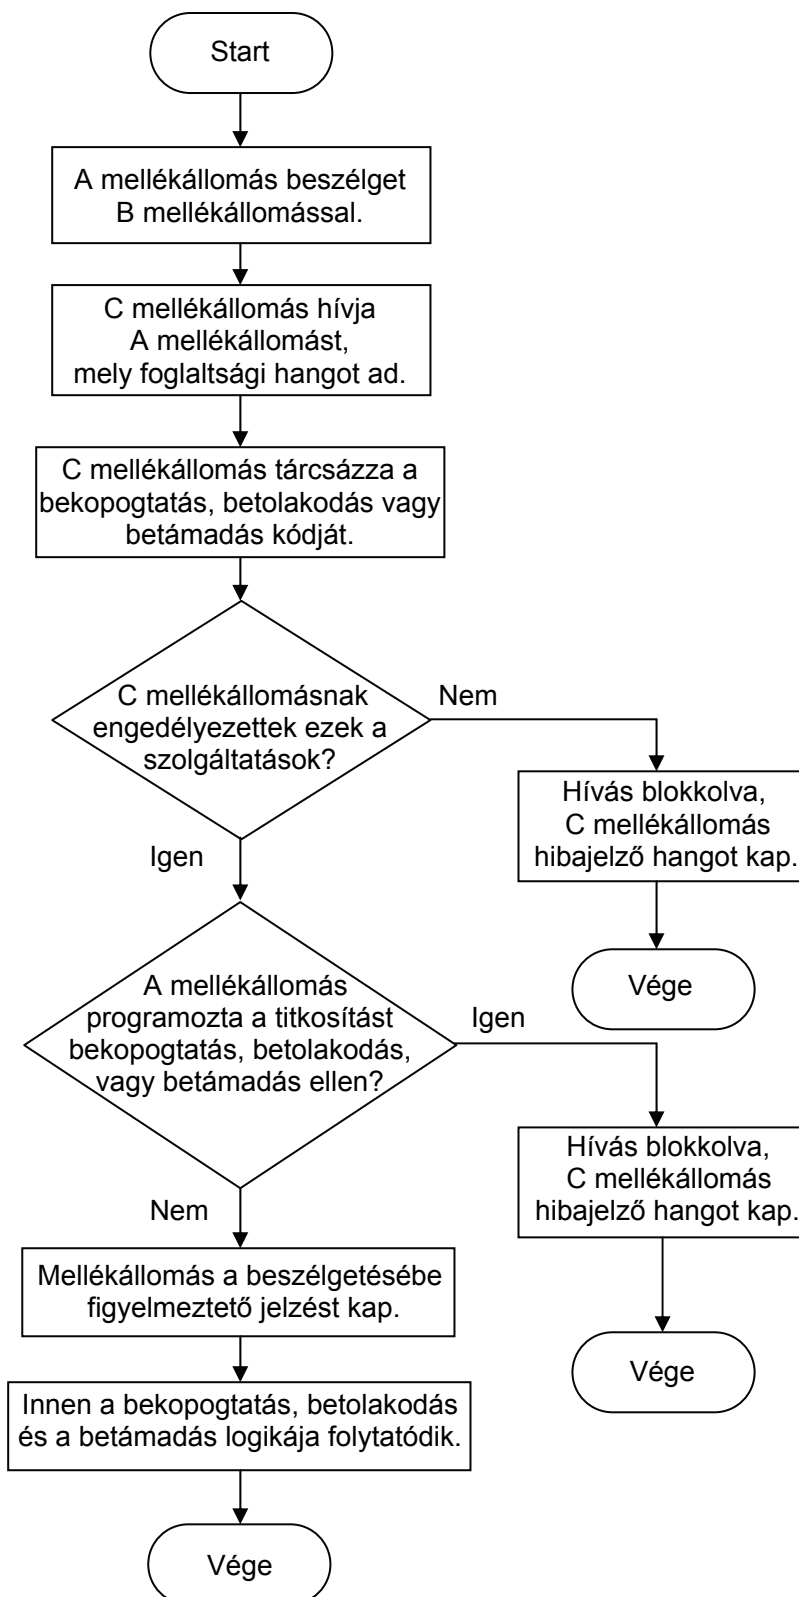 Start
A mellékállomás beszélget
B mellékállomással.
C mellékállomás hívja
A mellékállomást,
mely foglaltsági hangot ad.
C mellékállomás tárcsázza a
bekopogtatás, betolakodás vagy
betámadás kódját.
C mellékállomásnak
engedélyezettek ezek a
szolgáltatások?
Nem
Hívás blokkolva,
C mellékállomás
hibajelző hangot kap.
Vége
Igen
A mellékállomás
programozta a titkosítást
bekopogtatás, betolakodás,
vagy betámadás ellen?
Igen
Hívás blokkolva,
C mellékállomás
hibajelző hangot kap.
Vége
Nem
Mellékállomás a beszélgetésébe
figyelmeztető jelzést kap.
Innen a bekopogtatás, betolakodás
és a betámadás logikája folytatódik.
Vége